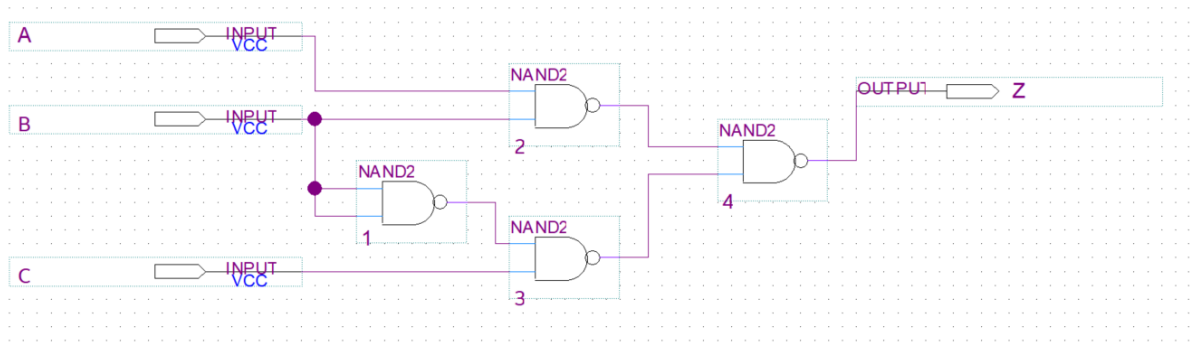 A
INPUT
VCC
B
INPUT
VCC
NAND2
2
OUTPUT
Z
NAND2
4
NAND2
1
NAND2
3
C
INPUT
VCC